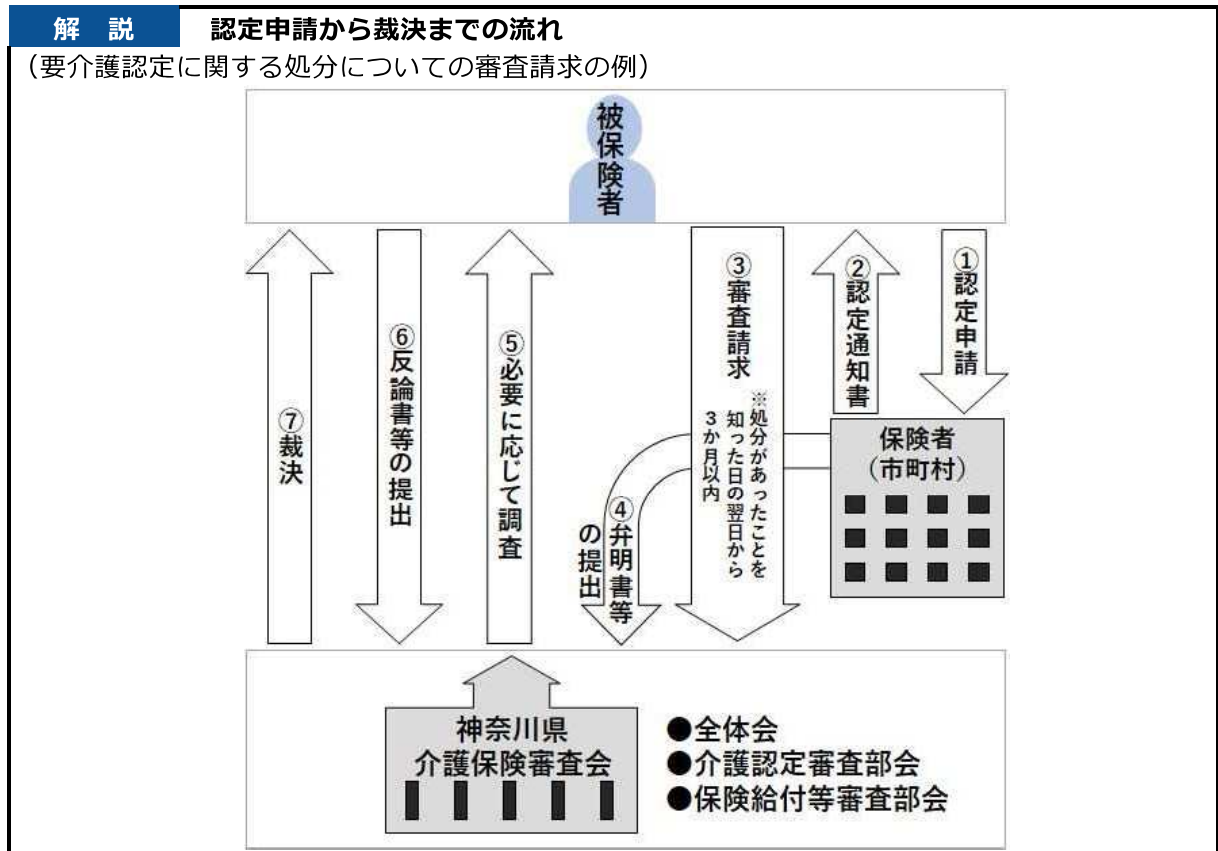 解 説
認定申請から裁決までの流れ
（要介護認定に関する処分についての審査請求の例）
被保険者
①認定申請
②認定通知書
③審査請求
※処分があったことを
知った日の翌日から
３か月以内
④弁明書等
の提出
⑤必要に応じて調査
⑥反論書等の提出
⑦裁決
保険者
（市町村）
神奈川県
介護保険審査会
●全体会
●介護認定審査部会
●保険給付等審査部会